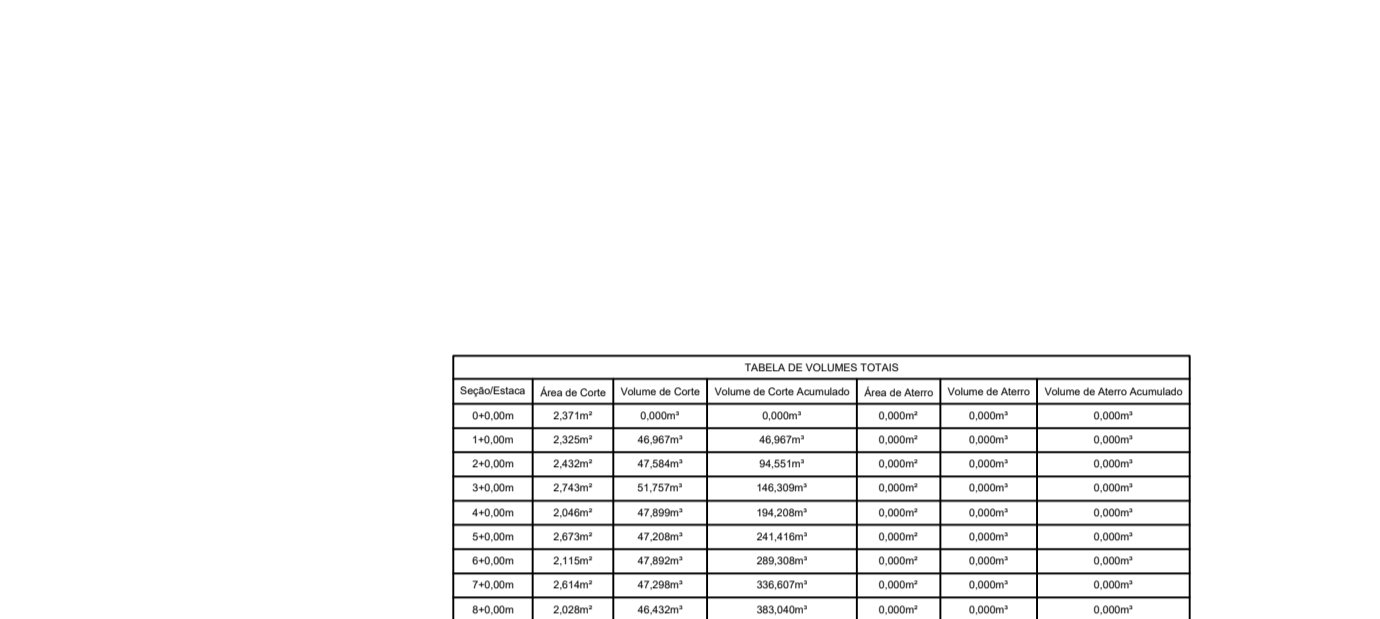 TABELA DE VOLUMES TOTAIS
Seção/Estaca Área de Corte Volume de Corte Volume de Corte Acumulado Área de Aterro Volume de Aterro Volume de Aterro Acumulado
0+0,00m 2,371m² 0,000m³ 0,000m³ 0,000m² 0,000m³ 0,000m³
1+0,00m 2,325m² 46,967m³ 46,967m³ 0,000m² 0,000m³ 0,000m³
2+0,00m 2,432m² 47,584m³ 94,551m³ 0,000m² 0,000m³ 0,000m³
3+0,00m 2,743m² 51,757m³ 146,309m³ 0,000m² 0,000m³ 0,000m³
4+0,00m 2,046m² 47,899m³ 194,208m³ 0,000m² 0,000m³ 0,000m³
5+0,00m 2,673m² 47,208m³ 241,416m³ 0,000m² 0,000m³ 0,000m³
6+0,00m 2,115m² 47,892m³ 289,308m³ 0,000m² 0,000m³ 0,000m³
7+0,00m 2,614m² 47,298m³ 336,607m³ 0,000m² 0,000m³ 0,000m³
8+0,00m 2,028m² 46,432m³ 383,040m³ 0,000m² 0,000m³ 0,000m³